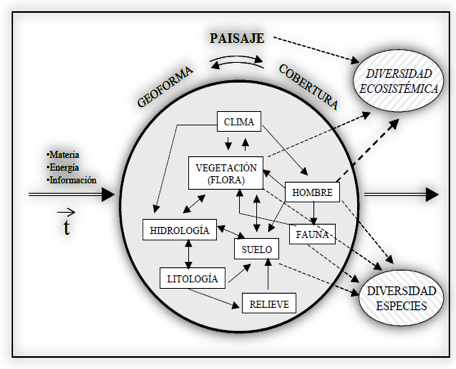 PAISAJE
GEOFORMA
COBERTURA
DIVERSIDAD
ECOSISTÉMICA
CLIMA
•Materia
•Energía
•Información
t
VEGETACIÓN
(FLORA)
HOMBRE
HIDROLOGÍA
FAUNA
SUELO
LITOLOGÍA
RELIEVE
DIVERSIDAD
ESPECIES